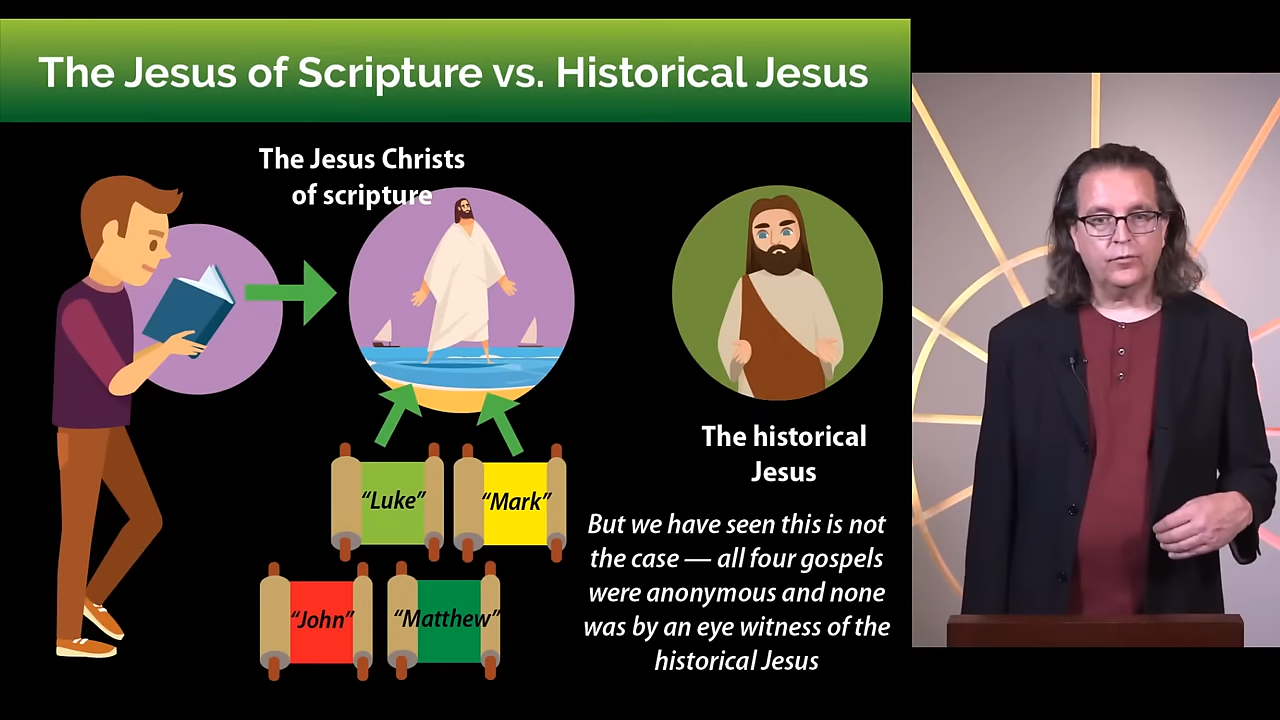 The Jesus of Scripture vs. Historical Jesus
The Jesus Christs
of scripture
“Luke”
“Mark”
“John”
“Matthew”
The historical
Jesus
But we have seen this is not
the case — all four gospels
were anonymous and none
was by an eye witness of the
historical Jesus